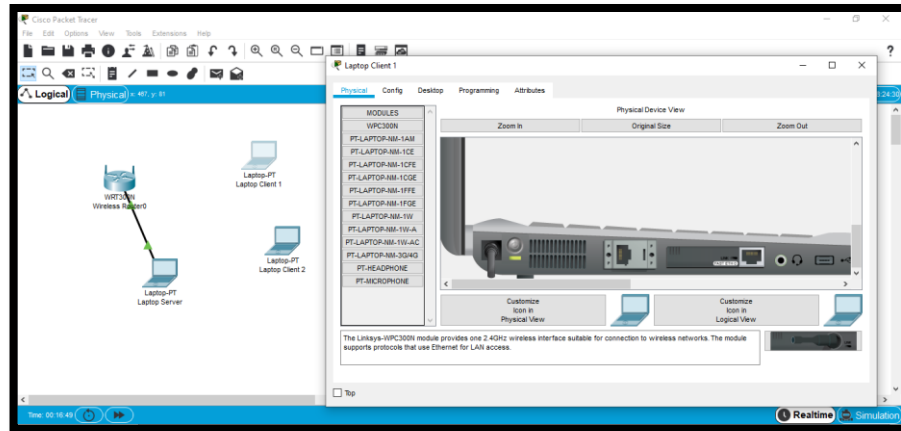 Cisco Packet Tracer
File Edit Options View Tools Extensions Help
?
Logical
Physical
x: 497, y: 81
Laptop Client 1
Physical Config Desktop Programming Attributes
MODULES
WPC300N
PT-LAPTOP-NM-1AM
PT-LAPTOP-NM-1CE
PT-LAPTOP-NM-1CFE
PT-LAPTOP-NM-1CGE
PT-LAPTOP-NM-1FFE
PT-LAPTOP-NM-1FGE
PT-LAPTOP-NM-1W
PT-LAPTOP-NM-1W-A
PT-LAPTOP-NM-1W-AC
PT-LAPTOP-NM-3G/4G
PT-HEADPHONE
PT-MICROPHONE
Physical Device View
Zoom In Original Size Zoom Out
Customize
Icon in
Physical View
Customize
Icon in
Logical View
The Linksys-WPC300N module provides one 2.4GHz wireless interface suitable for connection to wireless networks. The module
supports protocols that use Ethernet for LAN access.
Top
WRT300N
Wireless Router0
Laptop-PT
Laptop Client 1
Laptop-PT
Laptop Client 2
Laptop-PT
Laptop Server
Time: 00:16:49
Realtime
Simulation